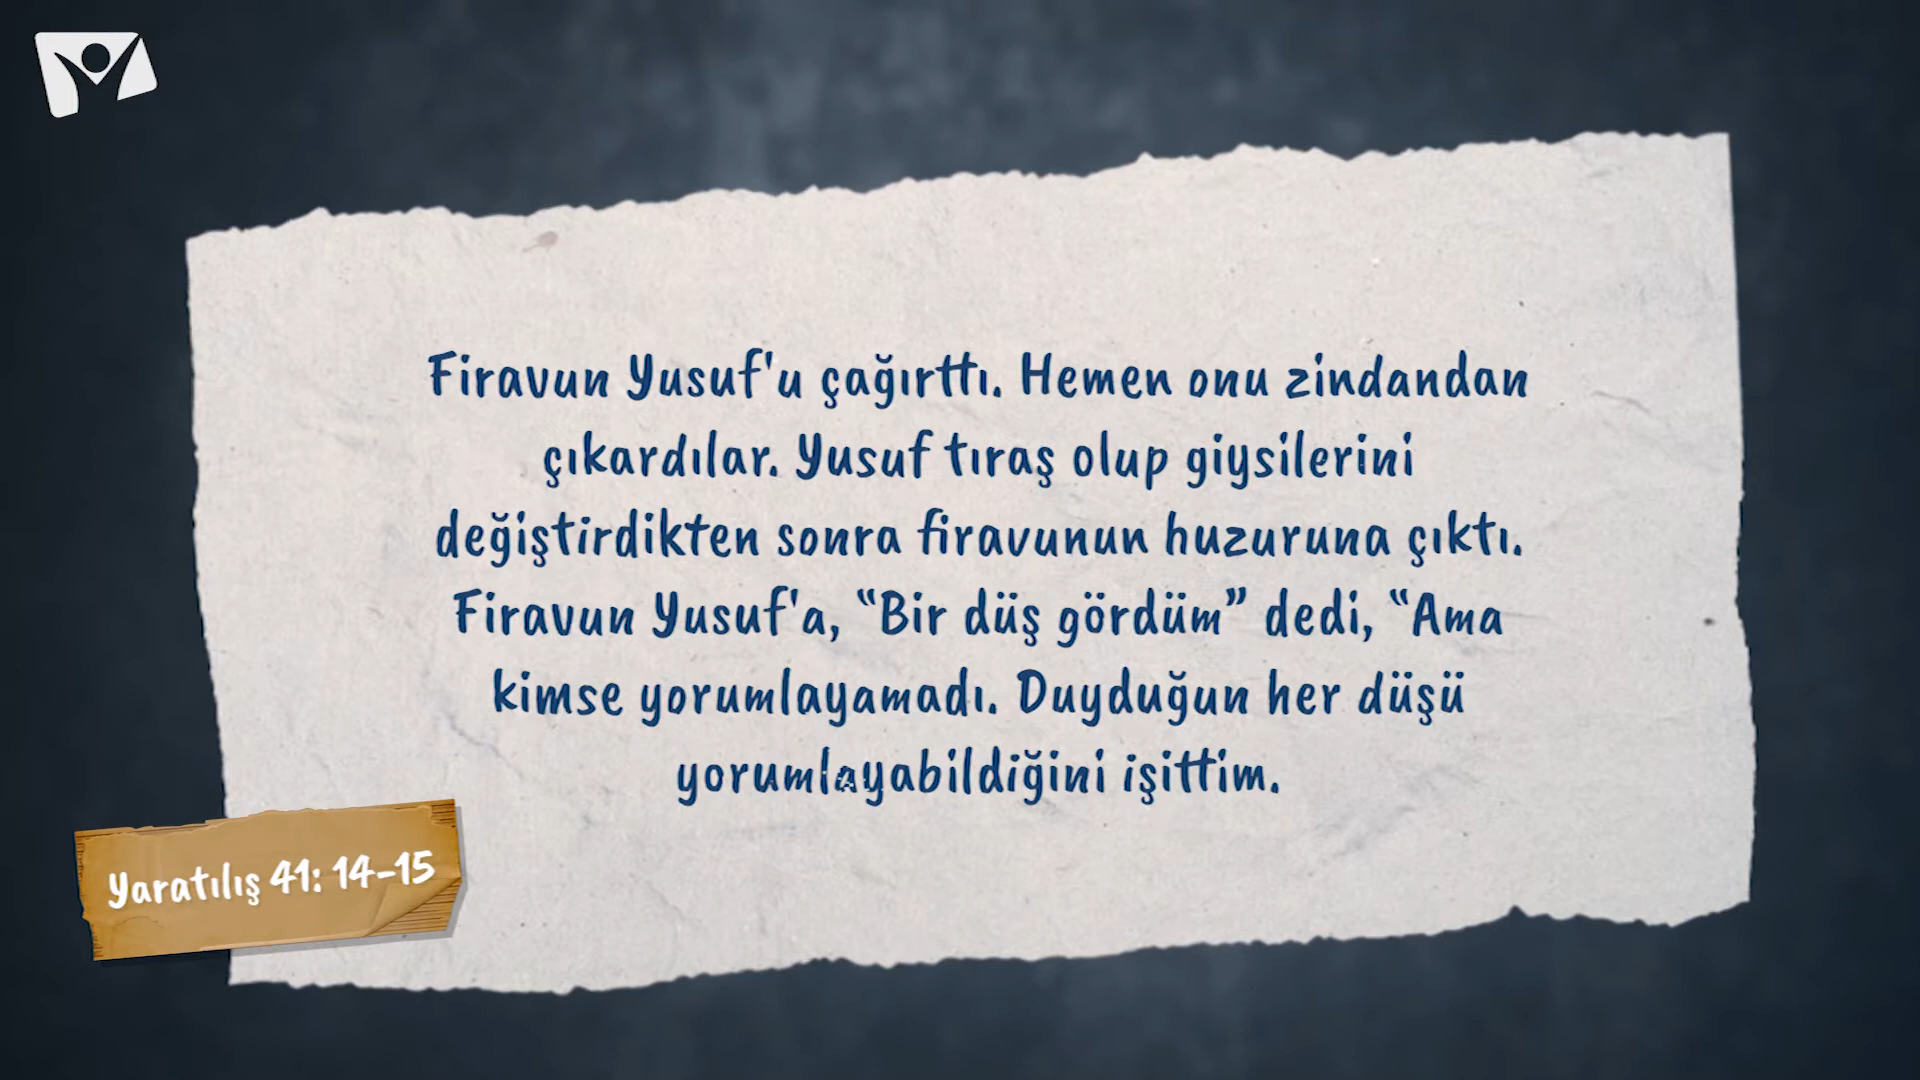 Firavun Yusuf'u çağırttı. Hemen onu zindandan
çıkardılar. Yusuf tıraş olup giysilerini
değiştirdikten sonra firavunun huzuruna çıktı.
Firavun Yusuf'a, “Bir düş gördüm” dedi, “Ama
kimse yorumlayamadı. Duyduğun her düşü
yorumlayabildiğini işittim.
Yaratılış 41: 14-15